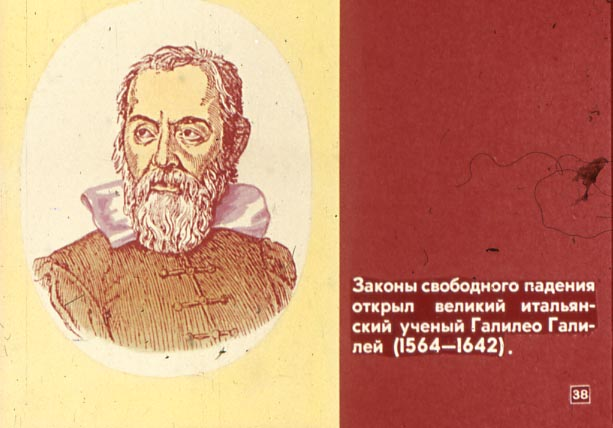 Законы свободного падения
открыл великий итальян-
ский ученый Галилео Гали-
лей (1564—1642).
38